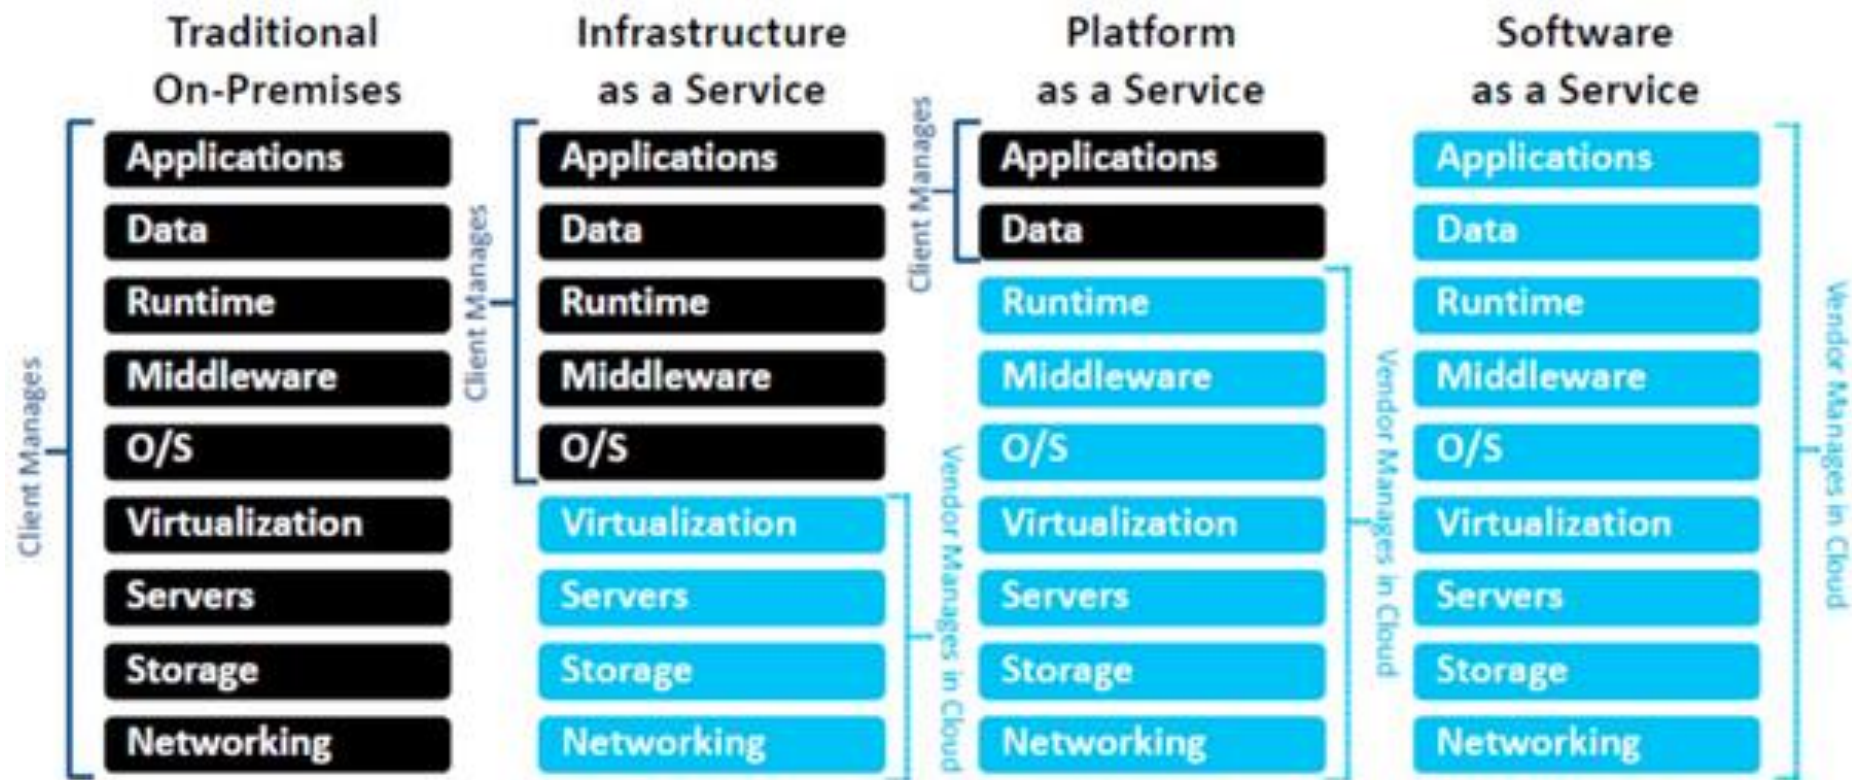 Traditional
On-Premises
Client Manages
Applications
Data
Runtime
Middleware
O/S
Virtualization
Servers
Storage
Networking
Infrastructure
as a Service
Client Manages
Applications
Data
Runtime
Middleware
O/S
Virtualization
Servers
Storage
Networking
Vendor Manages in Cloud
Platform
as a Service
Client Manages
Applications
Data
Runtime
Middleware
O/S
Virtualization
Servers
Storage
Networking
Vendor Manages in Cloud
Software
as a Service
Applications
Data
Runtime
Middleware
O/S
Virtualization
Servers
Storage
Networking
Vendor Manages in Cloud